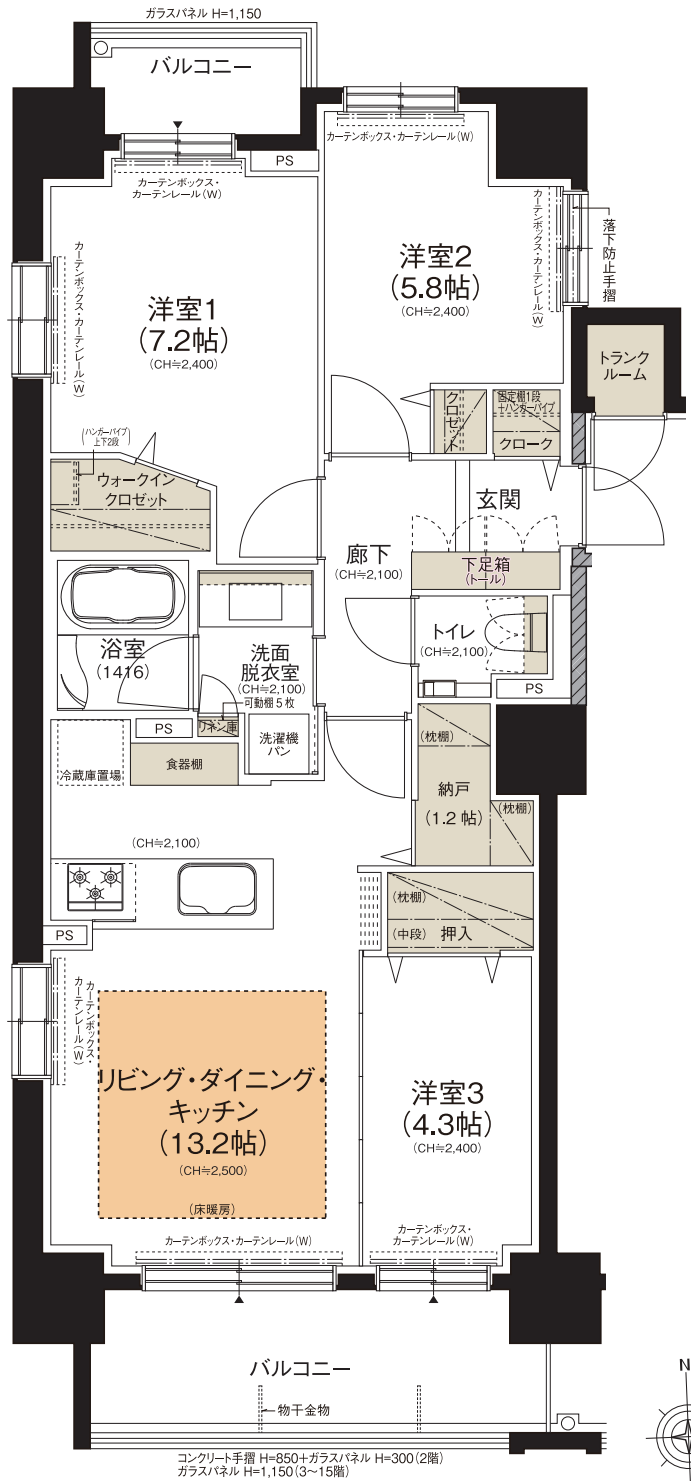 ガラスパネル H=1,150
バルコニー
カーテンボックス・カーテンレール(W)
PS
カーテンボックス・
カーテンレール(W)
カーテンボックス・カーテンレール(W)
落下防止手摺
カーテンボックス・カーテンレール(W)
洋室2
(5.8帖)
(CH≒2,400)
洋室1
(7.2帖)
(CH≒2,400)
トランク
ルーム
クロゼット
固定棚1段
+ハンガーパイプ
クローク
(ハンガーパイプ
上下2段)
ウォークイン
クロゼット
玄関
廊下
(CH≒2,100)
下足箱
(トール)
トイレ
(CH≒2,100)
PS
浴室
(1416)
洗面
脱衣室
(CH≒2,100)
可動棚5枚
リネン庫
PS
洗濯機
パン
食器棚
冷蔵庫置場
(枕棚)
納戸
(1.2帖)
(枕棚)
(CH≒2,100)
(枕棚)
(中段)
押入
PS
カーテンボックス・
カーテンレール(W)
リビング・ダイニング・
キッチン
(13.2帖)
(CH≒2,500)
(床暖房)
洋室3
(4.3帖)
(CH≒2,400)
カーテンボックス・カーテンレール(W)
カーテンボックス・
カーテンレール(W)
バルコニー
物干金物
N
コンクリート手摺 H=850+ガラスパネル H=300(2階)
ガラスパネル H=1,150(3〜15階)